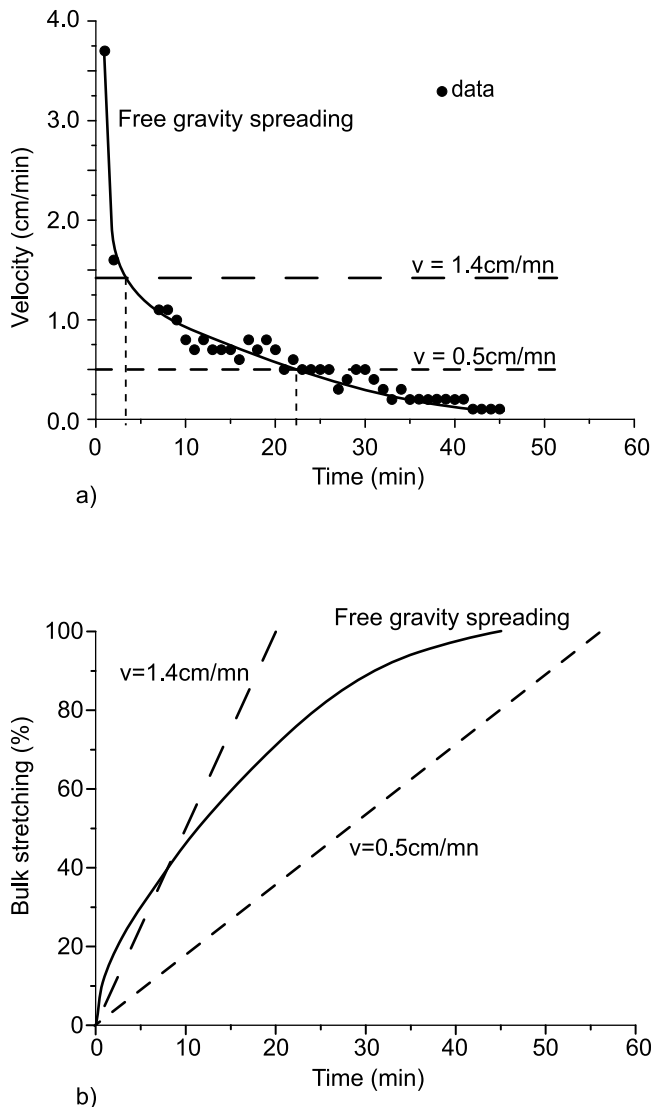 4.0
data
Free gravity spreading
3.0
Velocity (cm/min)
2.0
v = 1.4cm/mn
1.0
v = 0.5cm/mn
0.0
0 10 20 30 40 50 60
Time (min)
a)
Free gravity spreading
100
v=1.4cm/mn
80
Bulk stretching (%)
60
v=0.5cm/mn
40
20
0
0 10 20 30 40 50 60
Time (min)
b)